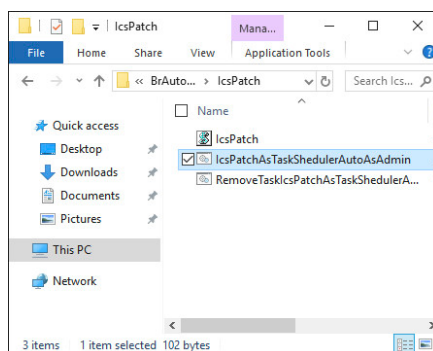 IcsPatch
Mana...
File
Home
Share
View
Application Tools
« BrAuto... > IcsPatch
Search Ics...
Name
Quick access
Desktop
Downloads
Documents
Pictures
This PC
Network
IcsPatch
IcsPatchAsTaskShedulerAutoAsAdmin
RemoveTaskIcsPatchAsTaskShedulerA...
3 items
1 item selected 102 bytes